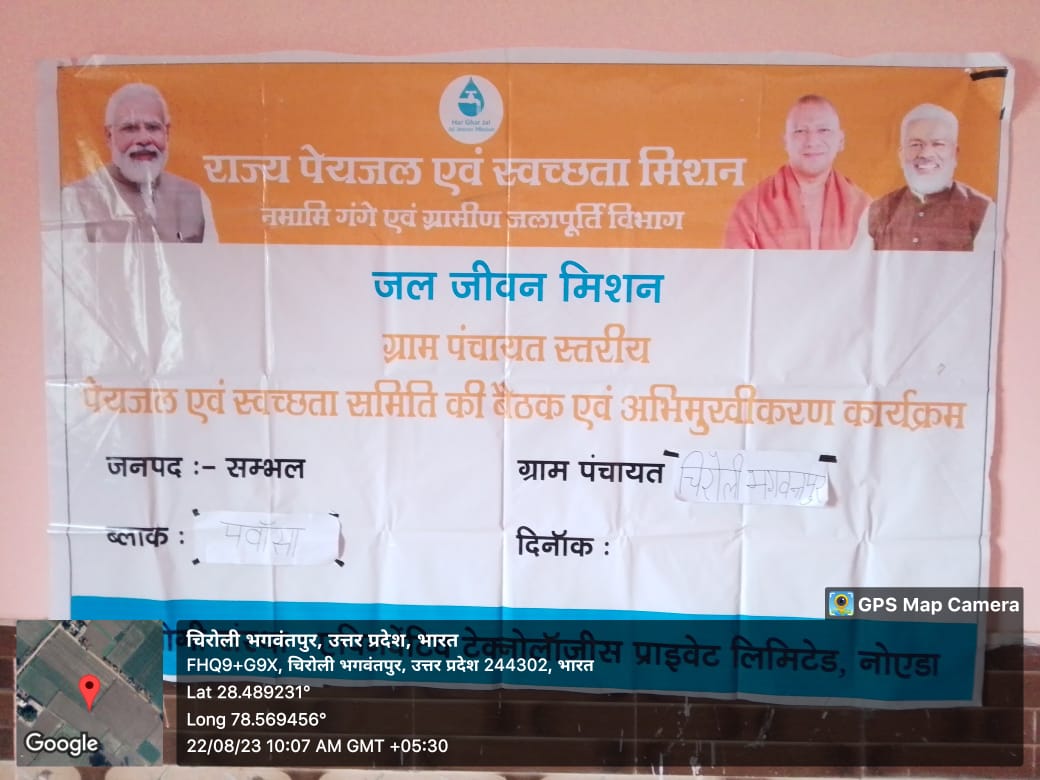 Har Ghar Jal
Jal Jeevan Mission
राज्य पेयजल एवं स्वच्छता मिशन
नमामि गंगे एवं ग्रामीण जलापूर्ति विभाग
जल जीवन मिशन
ग्राम पंचायत स्तरीय
पेयजल एवं स्वच्छता समिति की बैठक एवं अभिमुखीकरण कार्यक्रम
जनपद :- सम्भल
ग्राम पंचायत चिरौली भगवन्तपुर
ब्लाक : पवाँसा
दिनाँक :
टेक्नोलॉजीस प्राइवेट लिमिटेड, नोएडा
GPS Map Camera
चिरोली भगवंतपुर, उत्तर प्रदेश, भारत
FHQ9+G9X, चिरोली भगवंतपुर, उत्तर प्रदेश 244302, भारत
Lat 28.489231°
Long 78.569456°
22/08/23 10:07 AM GMT +05:30
Google